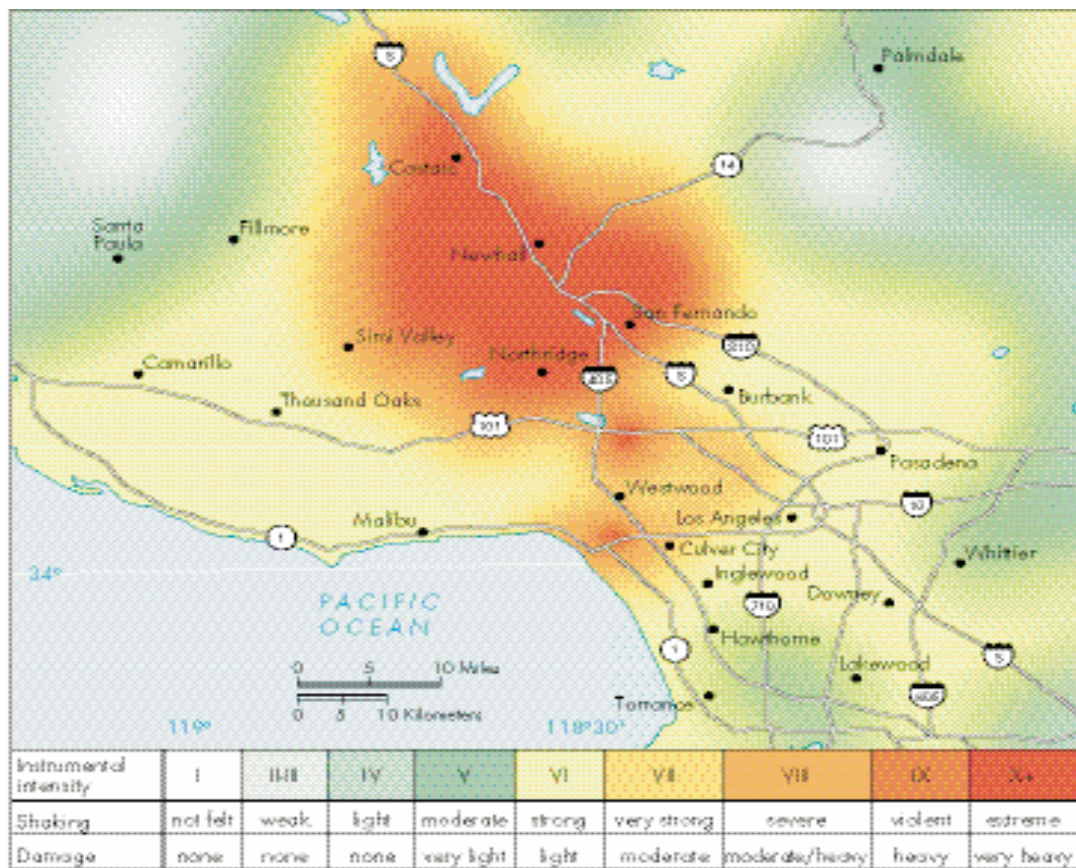 5
Palmdale
Castaic
14
Santa
Paula
Fillmore
Newhall
San Fernando
Simi Valley
210
Camarillo
Northridge
405
5
Burbank
Thousand Oaks
101
101
Pasadena
Westwood
10
Malibu
Los Angeles
1
Culver City
Whittier
34°
Inglewood
PACIFIC
OCEAN
710
Downey
Hawthorne
1
5
0 5 10 Miles
Lakewood
0 5 10 Kilometers
Torrance
605
119°
118°30'
Instrumental
intensity
I II-III IV V VI VII VIII IX X+
Shaking not felt weak light moderate strong very strong severe violent extreme
Damage none none none very light light moderate moderate/heavy heavy very heavy